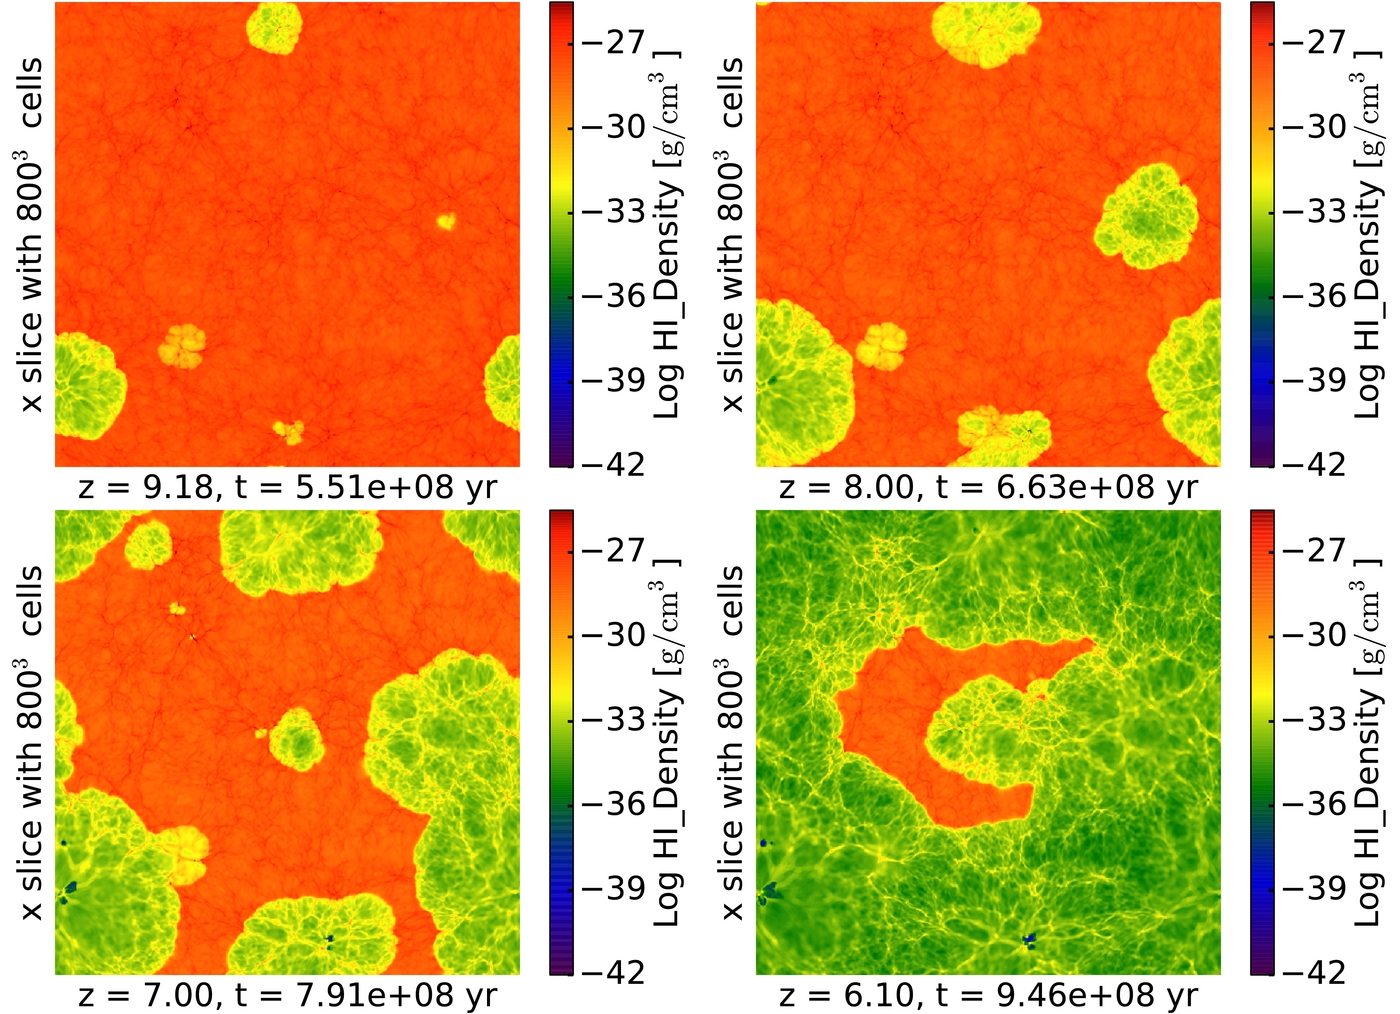 x slice with 800³ cells
−27
−30
−33
−36
−39
−42
Log HI_Density [g/cm³]
z = 9.18, t = 5.51e+08 yr
x slice with 800³ cells
−27
−30
−33
−36
−39
−42
Log HI_Density [g/cm³]
z = 8.00, t = 6.63e+08 yr
x slice with 800³ cells
−27
−30
−33
−36
−39
−42
Log HI_Density [g/cm³]
z = 7.00, t = 7.91e+08 yr
x slice with 800³ cells
−27
−30
−33
−36
−39
−42
Log HI_Density [g/cm³]
z = 6.10, t = 9.46e+08 yr